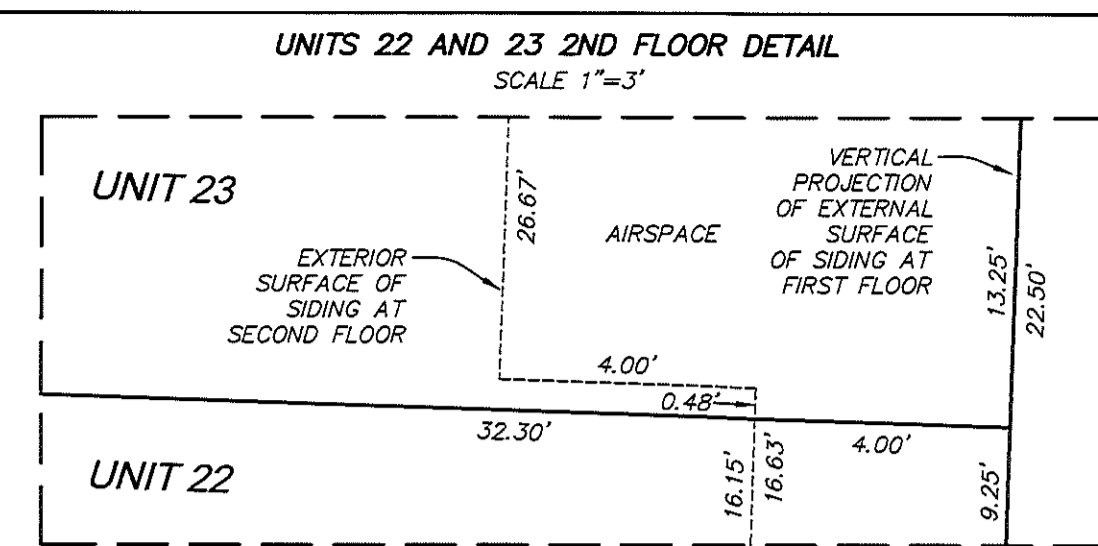 UNITS 22 AND 23 2ND FLOOR DETAIL
SCALE 1"=3'
UNIT 23
26.67'
AIRSPACE
VERTICAL
PROJECTION
OF EXTERNAL
SURFACE
OF SIDING AT
FIRST FLOOR
EXTERIOR
SURFACE OF
SIDING AT
SECOND FLOOR
13.25'
22.50'
4.00'
0.48'
32.30'
4.00'
UNIT 22
16.15'
16.63'
9.25'